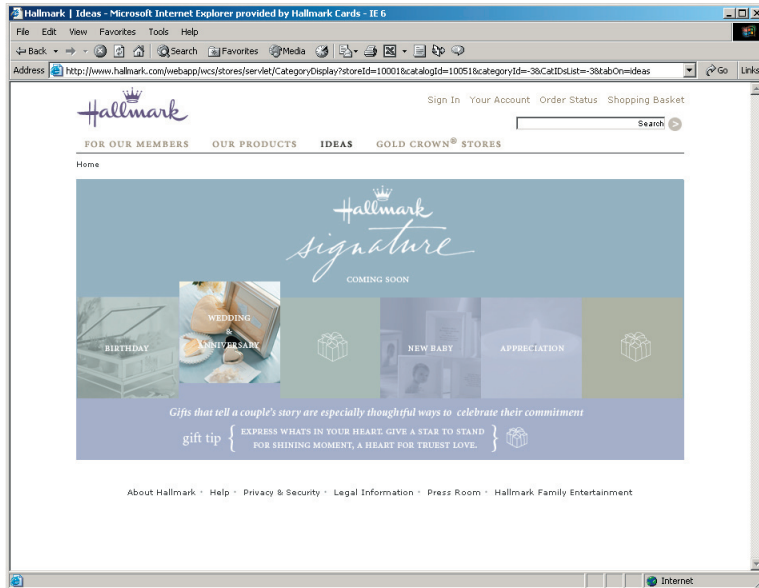 Hallmark | Ideas - Microsoft Internet Explorer provided by Hallmark Cards - IE 6
File Edit View Favorites Tools Help
Back Search Favorites Media
Address http://www.hallmark.com/webapp/wcs/stores/servlet/CategoryDisplay?storeId=10001&catalogId=10051&categoryId=-3&CatIDsList=-3&tabOn=ideas Go Links
Hallmark
Sign In Your Account Order Status Shopping Basket
Search
FOR OUR MEMBERS OUR PRODUCTS IDEAS GOLD CROWN® STORES
Home
Hallmark
signature
COMING SOON
BIRTHDAY
WEDDING
&
ANNIVERSARY
NEW BABY
APPRECIATION
Gifts that tell a couple's story are especially thoughtful ways to celebrate their commitment
gift tip { EXPRESS WHATS IN YOUR HEART. GIVE A STAR TO STAND
FOR SHINING MOMENT, A HEART FOR TRUEST LOVE. }
About Hallmark · Help · Privacy & Security · Legal Information · Press Room · Hallmark Family Entertainment
Internet